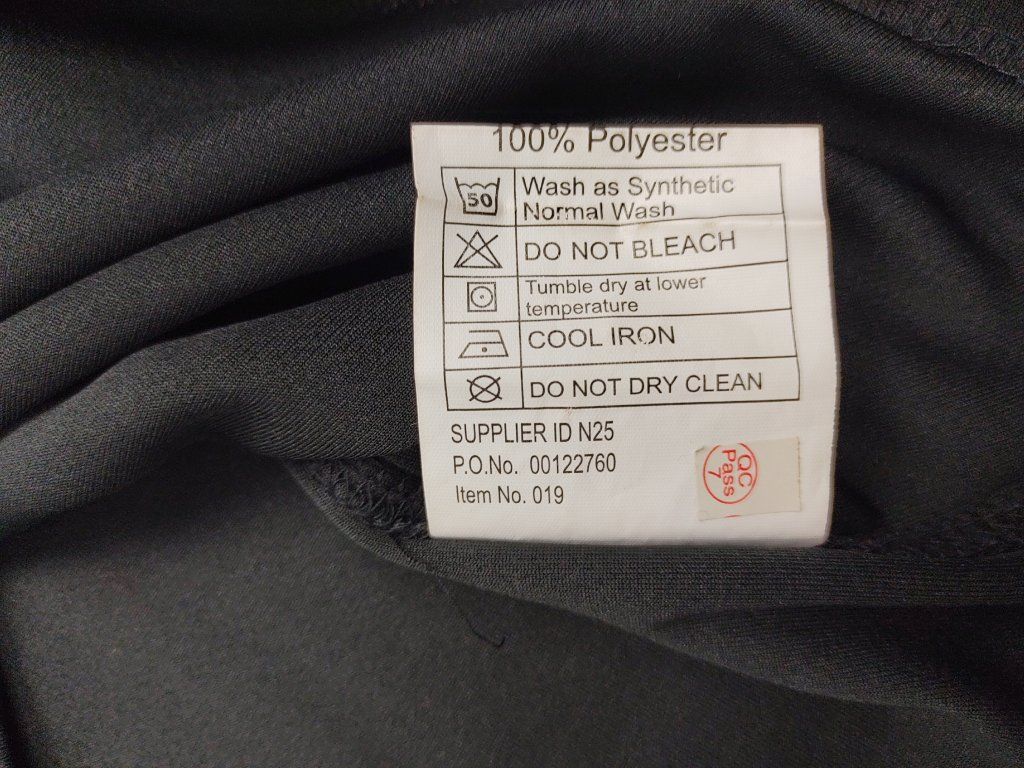 100% Polyester
50
Wash as Synthetic
Normal Wash
DO NOT BLEACH
Tumble dry at lower
temperature
COOL IRON
DO NOT DRY CLEAN
SUPPLIER ID N25
P.O.No. 00122760
Item No. 019
QC
Pass
7